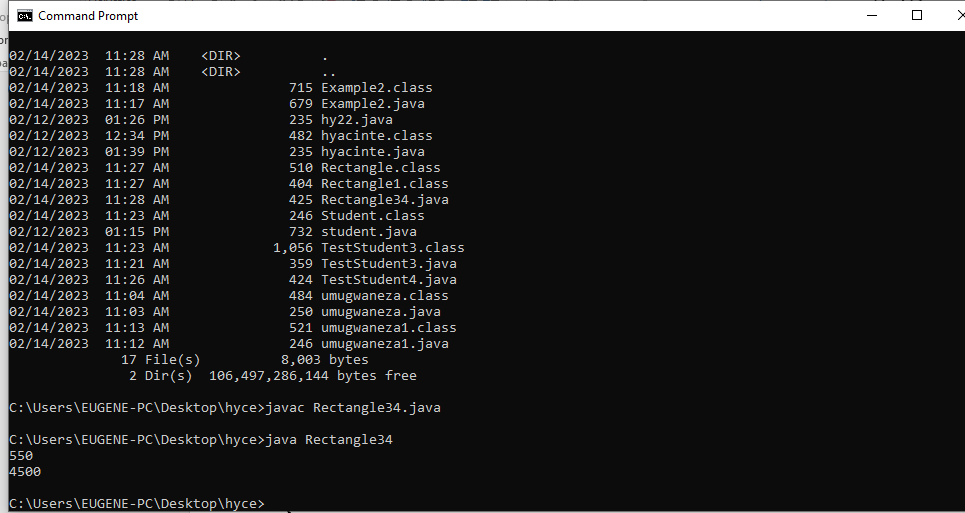 Command Prompt
02/14/2023  11:28 AM    <DIR>          .
02/14/2023  11:28 AM    <DIR>          ..
02/14/2023  11:18 AM               715 Example2.class
02/14/2023  11:17 AM               679 Example2.java
02/12/2023  01:26 PM               235 hy22.java
02/12/2023  12:34 PM               482 hyacinte.class
02/12/2023  01:39 PM               235 hyacinte.java
02/14/2023  11:27 AM               510 Rectangle.class
02/14/2023  11:27 AM               404 Rectangle1.class
02/14/2023  11:28 AM               425 Rectangle34.java
02/14/2023  11:23 AM               246 Student.class
02/12/2023  01:15 PM               732 student.java
02/14/2023  11:23 AM             1,056 TestStudent3.class
02/14/2023  11:21 AM               359 TestStudent3.java
02/14/2023  11:26 AM               424 TestStudent4.java
02/14/2023  11:04 AM               484 umugwaneza.class
02/14/2023  11:03 AM               250 umugwaneza.java
02/14/2023  11:13 AM               521 umugwaneza1.class
02/14/2023  11:12 AM               246 umugwaneza1.java
17 File(s)          8,003 bytes
2 Dir(s)  106,497,286,144 bytes free
C:\Users\EUGENE-PC\Desktop\hyce>javac Rectangle34.java
C:\Users\EUGENE-PC\Desktop\hyce>java Rectangle34
550
4500
C:\Users\EUGENE-PC\Desktop\hyce>